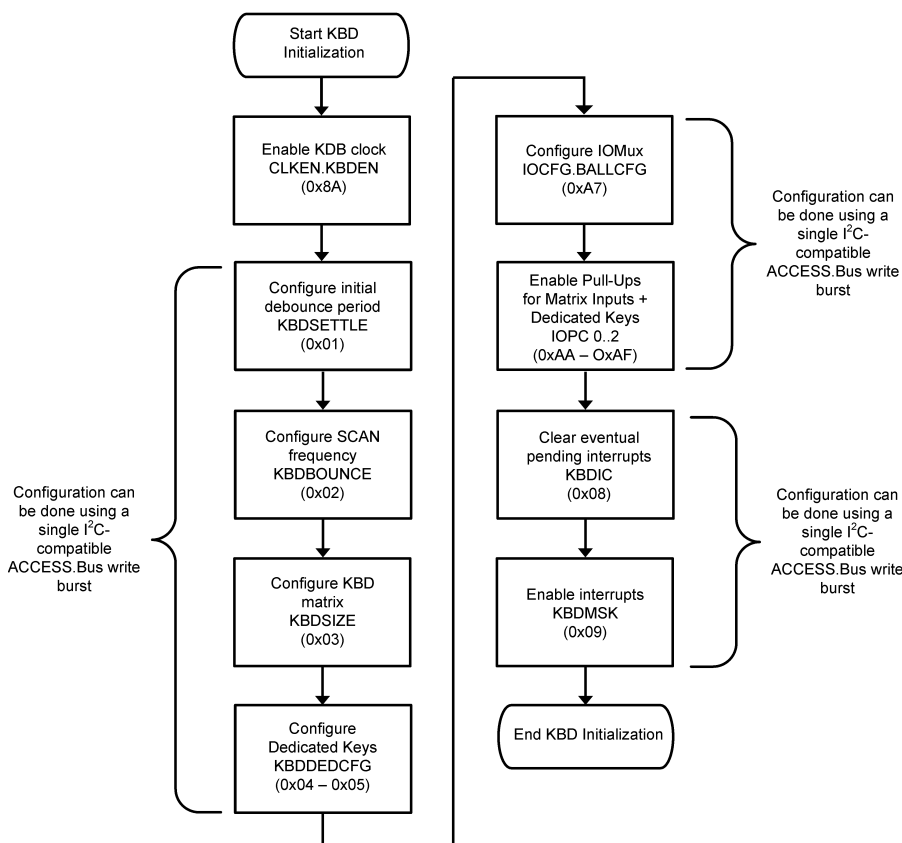 Start KBD
Initialization
Enable KDB clock
CLKEN.KBDEN
(0x8A)
Configure initial
debounce period
KBDSETTLE
(0x01)
Configure SCAN
frequency
KBDBOUNCE
(0x02)
Configure KBD
matrix
KBDSIZE
(0x03)
Configure
Dedicated Keys
KBDDEDCFG
(0x04 – 0x05)
Configuration can
be done using a
single I²C-
compatible
ACCESS.Bus write
burst
Configure IOMux
IOCFG.BALLCFG
(0xA7)
Enable Pull-Ups
for Matrix Inputs +
Dedicated Keys
IOPC 0..2
(0xAA – OxAF)
Configuration can
be done using a
single I²C-
compatible
ACCESS.Bus write
burst
Clear eventual
pending interrupts
KBDIC
(0x08)
Enable interrupts
KBDMSK
(0x09)
Configuration can
be done using a
single I²C-
compatible
ACCESS.Bus write
burst
End KBD Initialization